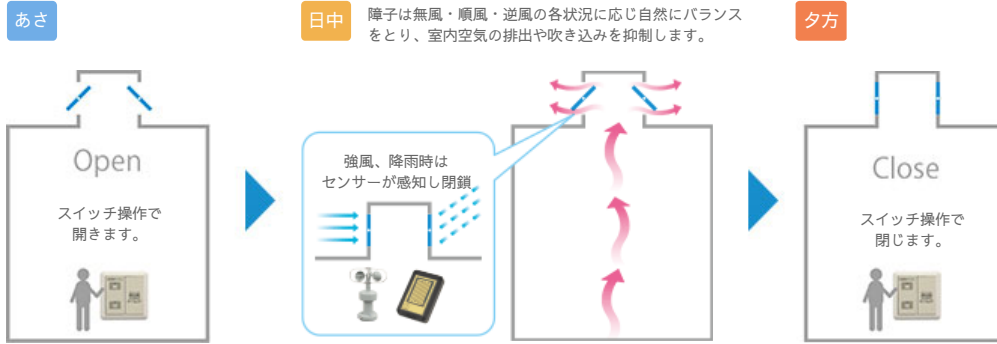 あさ
日中
障子は無風・順風・逆風の各状況に応じ自然にバランス
をとり、室内空気の排出や吹き込みを抑制します。
夕方
Open
スイッチ操作で
開きます。
強風、降雨時は
センサーが感知し閉鎖
Close
スイッチ操作で
閉じます。